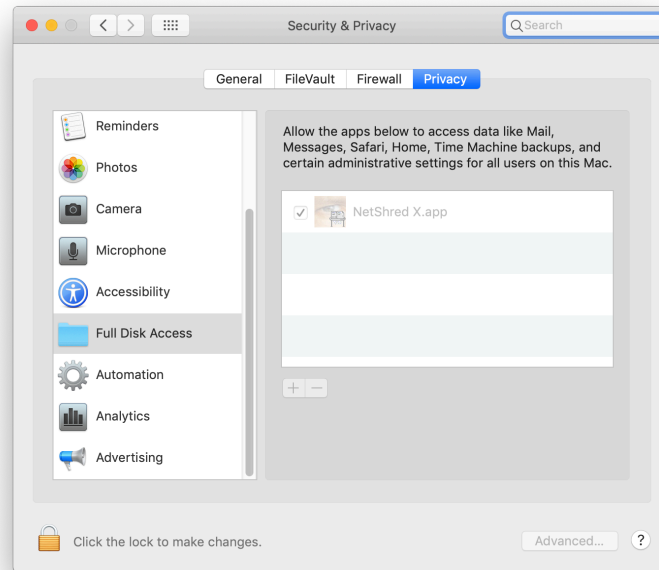 Security & Privacy
Search
General
FileVault
Firewall
Privacy
Reminders
Photos
Camera
Microphone
Accessibility
Full Disk Access
Automation
Analytics
Advertising
Allow the apps below to access data like Mail,
Messages, Safari, Home, Time Machine backups, and
certain administrative settings for all users on this Mac.
NetShred X.app
Click the lock to make changes.
Advanced...
?